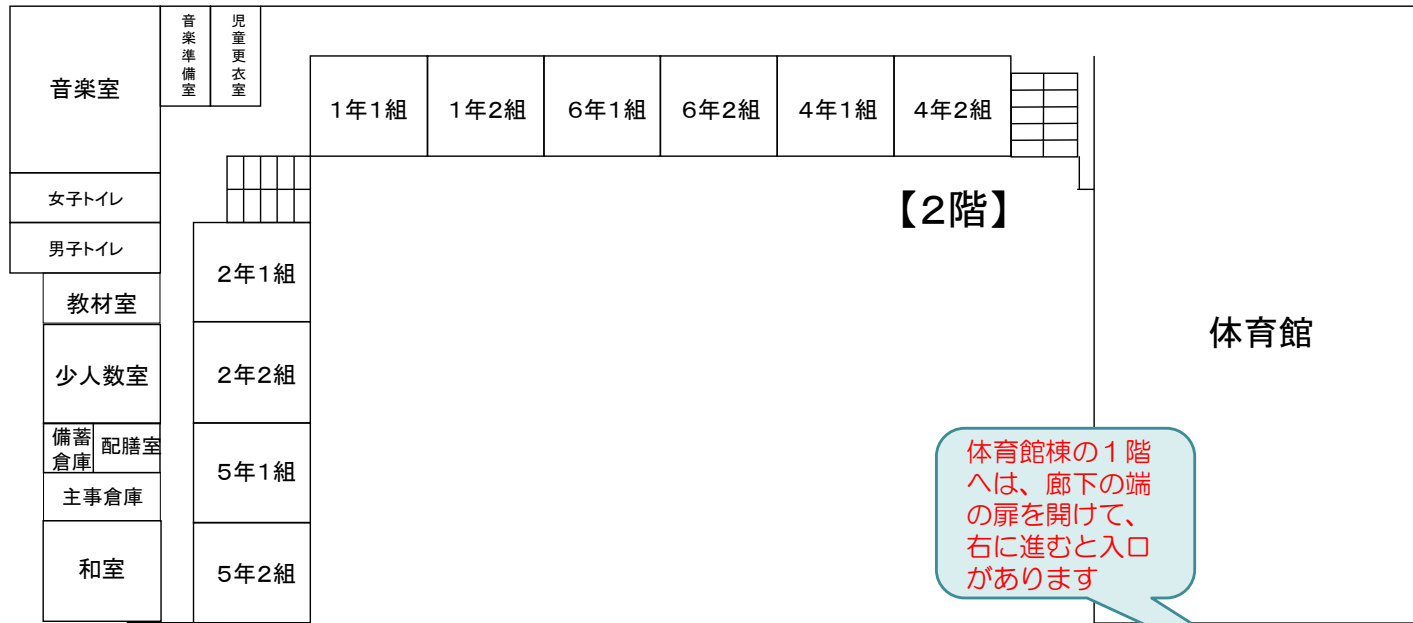 音楽室
音楽準備室
児童更衣室
1年1組
1年2組
6年1組
6年2組
4年1組
4年2組
女子トイレ
男子トイレ
【2階】
教材室
2年1組
体育館
少人数室
2年2組
備蓄
倉庫
配膳室
5年1組
主事倉庫
和室
5年2組
体育館棟の1階
へは、廊下の端
の扉を開けて、
右に進むと入口
があります